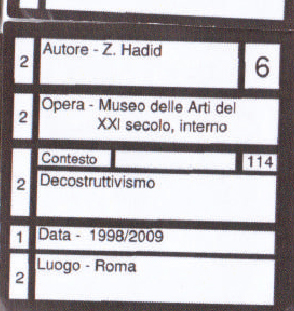 2 Autore - Z. Hadid 6
2 Opera - Museo delle Arti del
XXI secolo, interno
Contesto 114
2 Decostruttivismo
1 Data - 1998/2009
2 Luogo - Roma